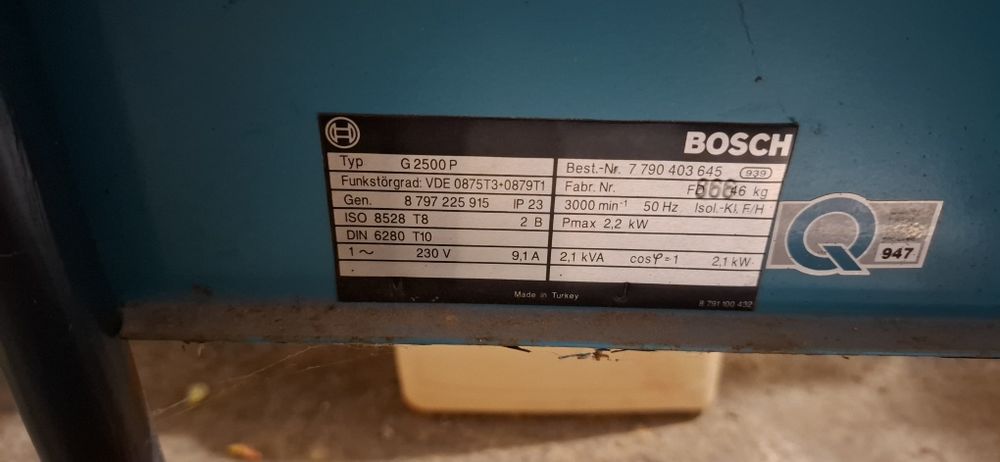 BOSCH
Typ G 2500 P
Funkstörgrad: VDE 0875T3+0879T1
Gen. 8 797 225 915 IP 23
ISO 8528 T8 2 B
DIN 6280 T10
1 ~ 230 V 9,1 A
Best.-Nr. 7 790 403 645 939
Fabr. Nr. 866 46 kg
3000 min⁻¹ 50 Hz Isol.-Kl. F/H
Pmax 2,2 kW
2,1 kVA cosφ=1 2,1 kW
Made in Turkey
8 791 100 432
Q
947